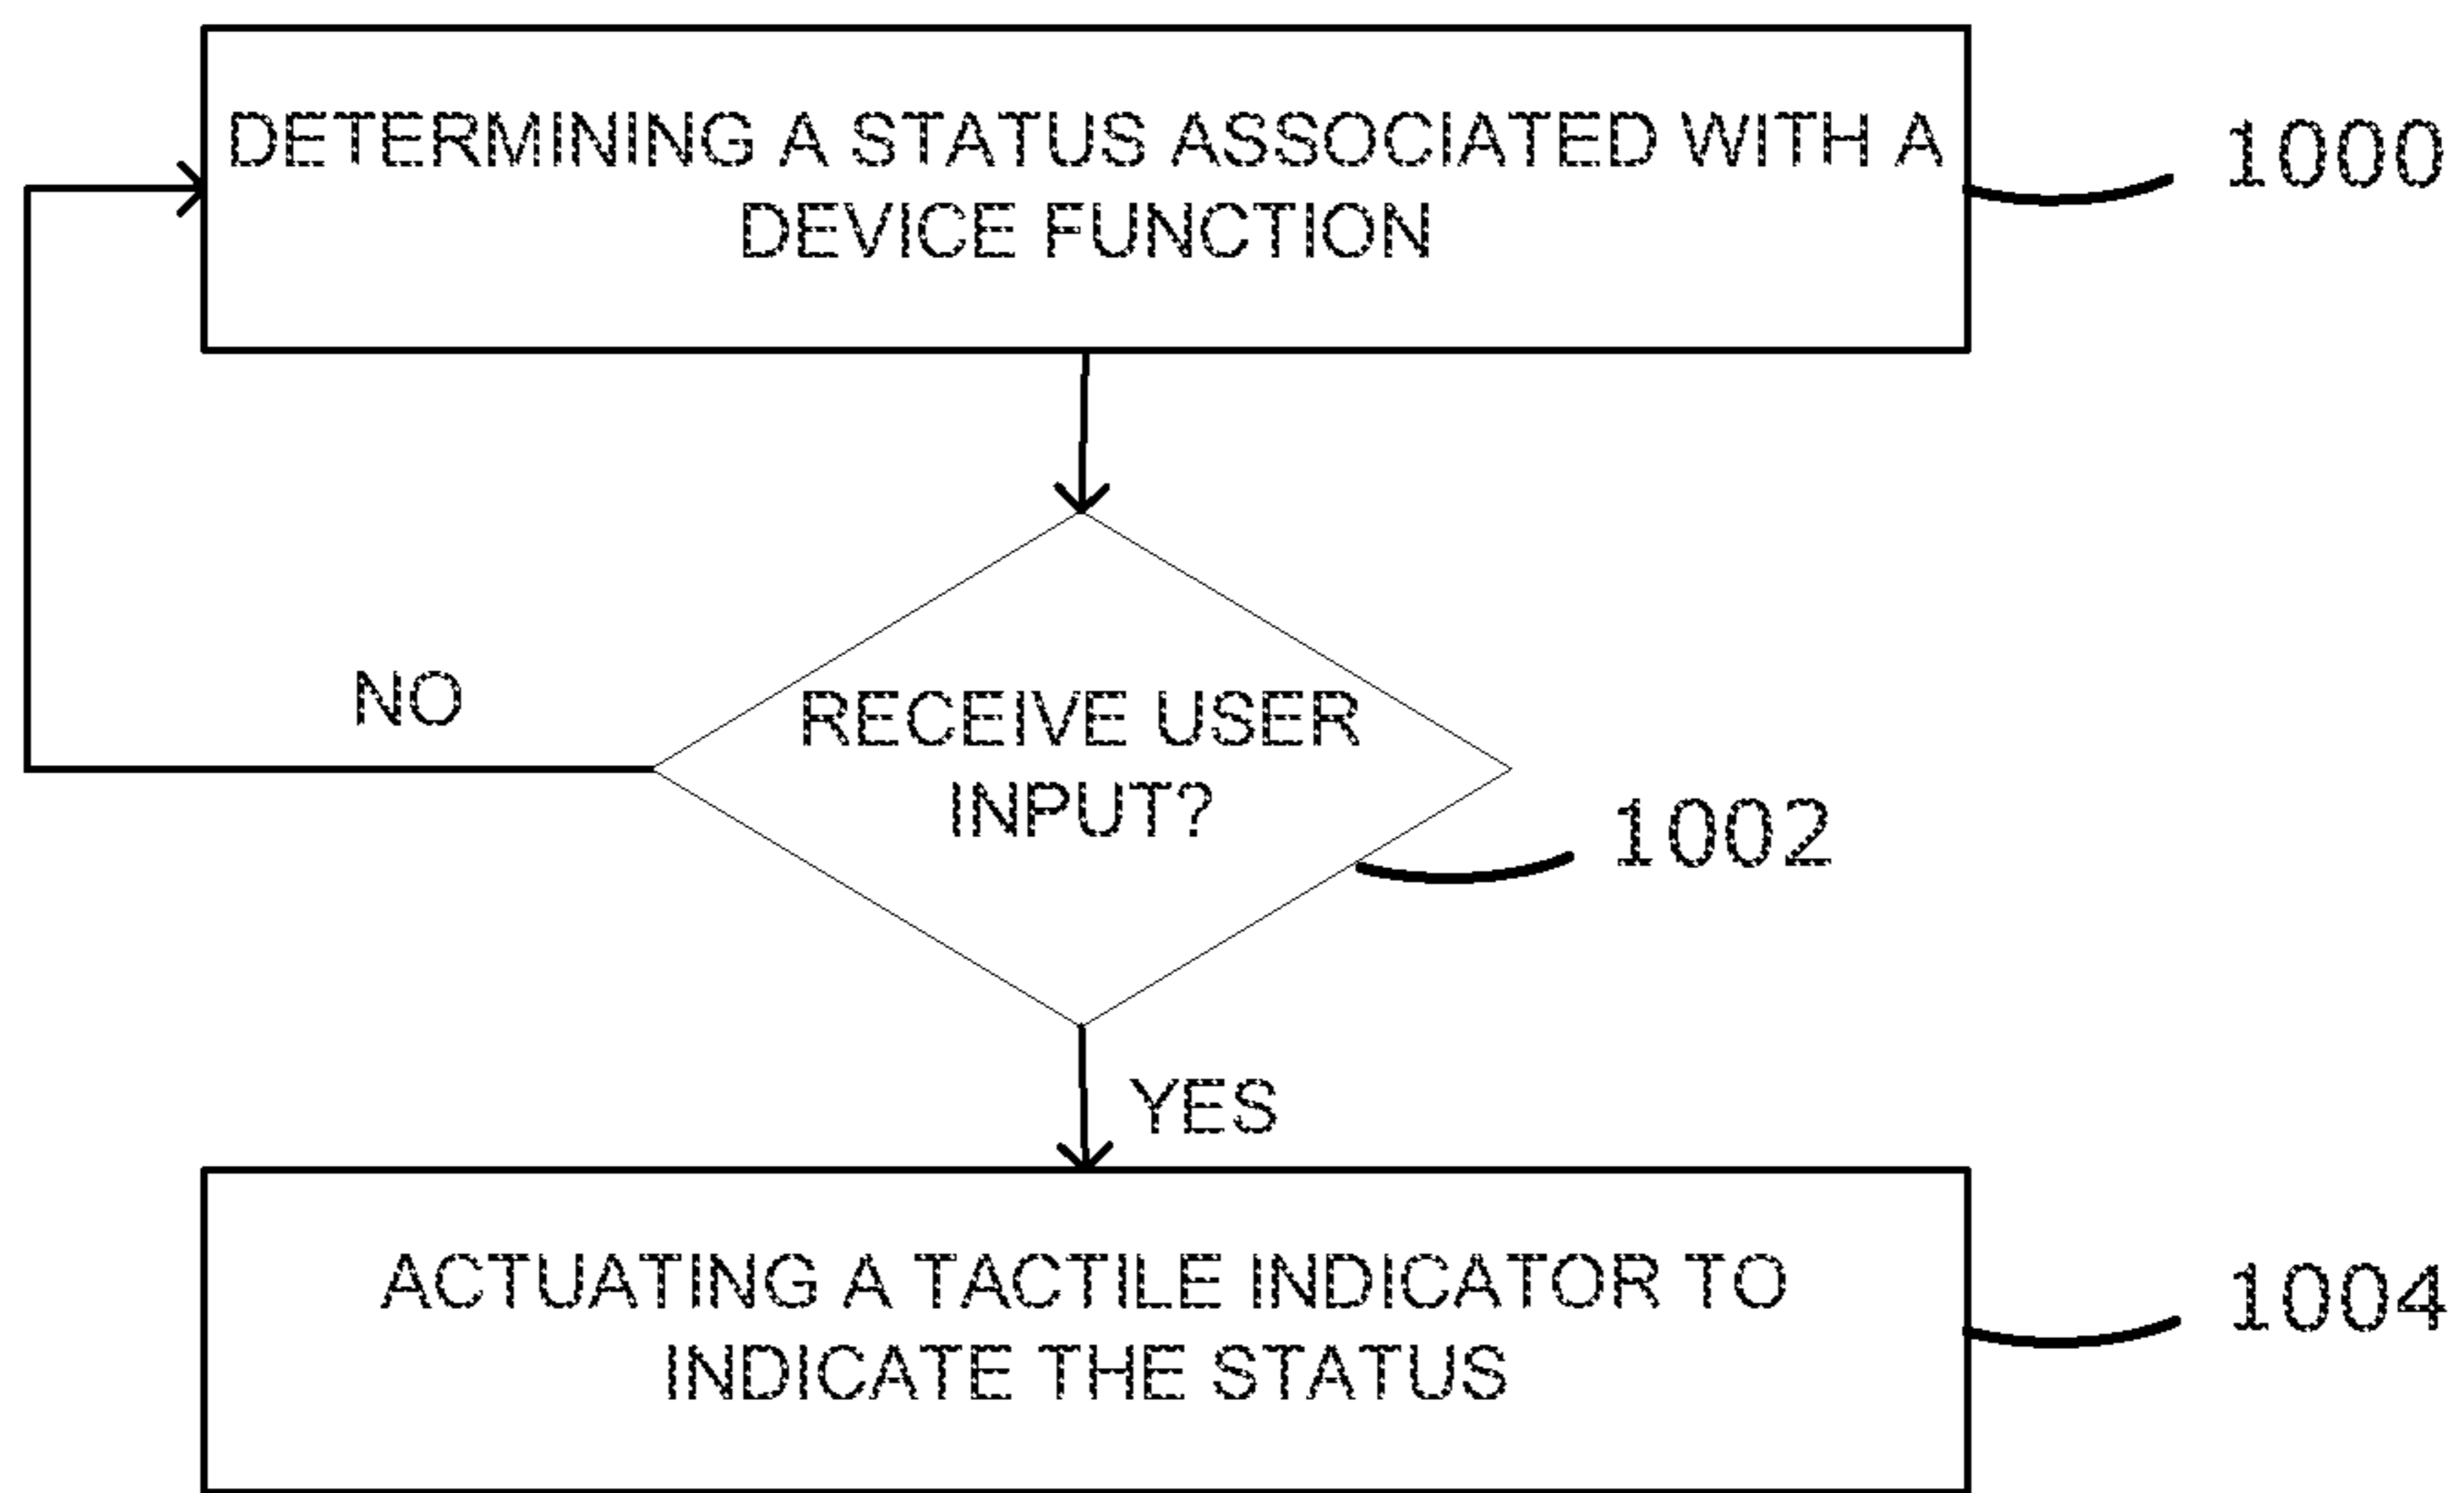 DETERMINING A STATUS ASSOCIATED WITH A
DEVICE FUNCTION
1000
NO
RECEIVE USER
INPUT?
1002
YES
ACTUATING A TACTILE INDICATOR TO
INDICATE THE STATUS
1004